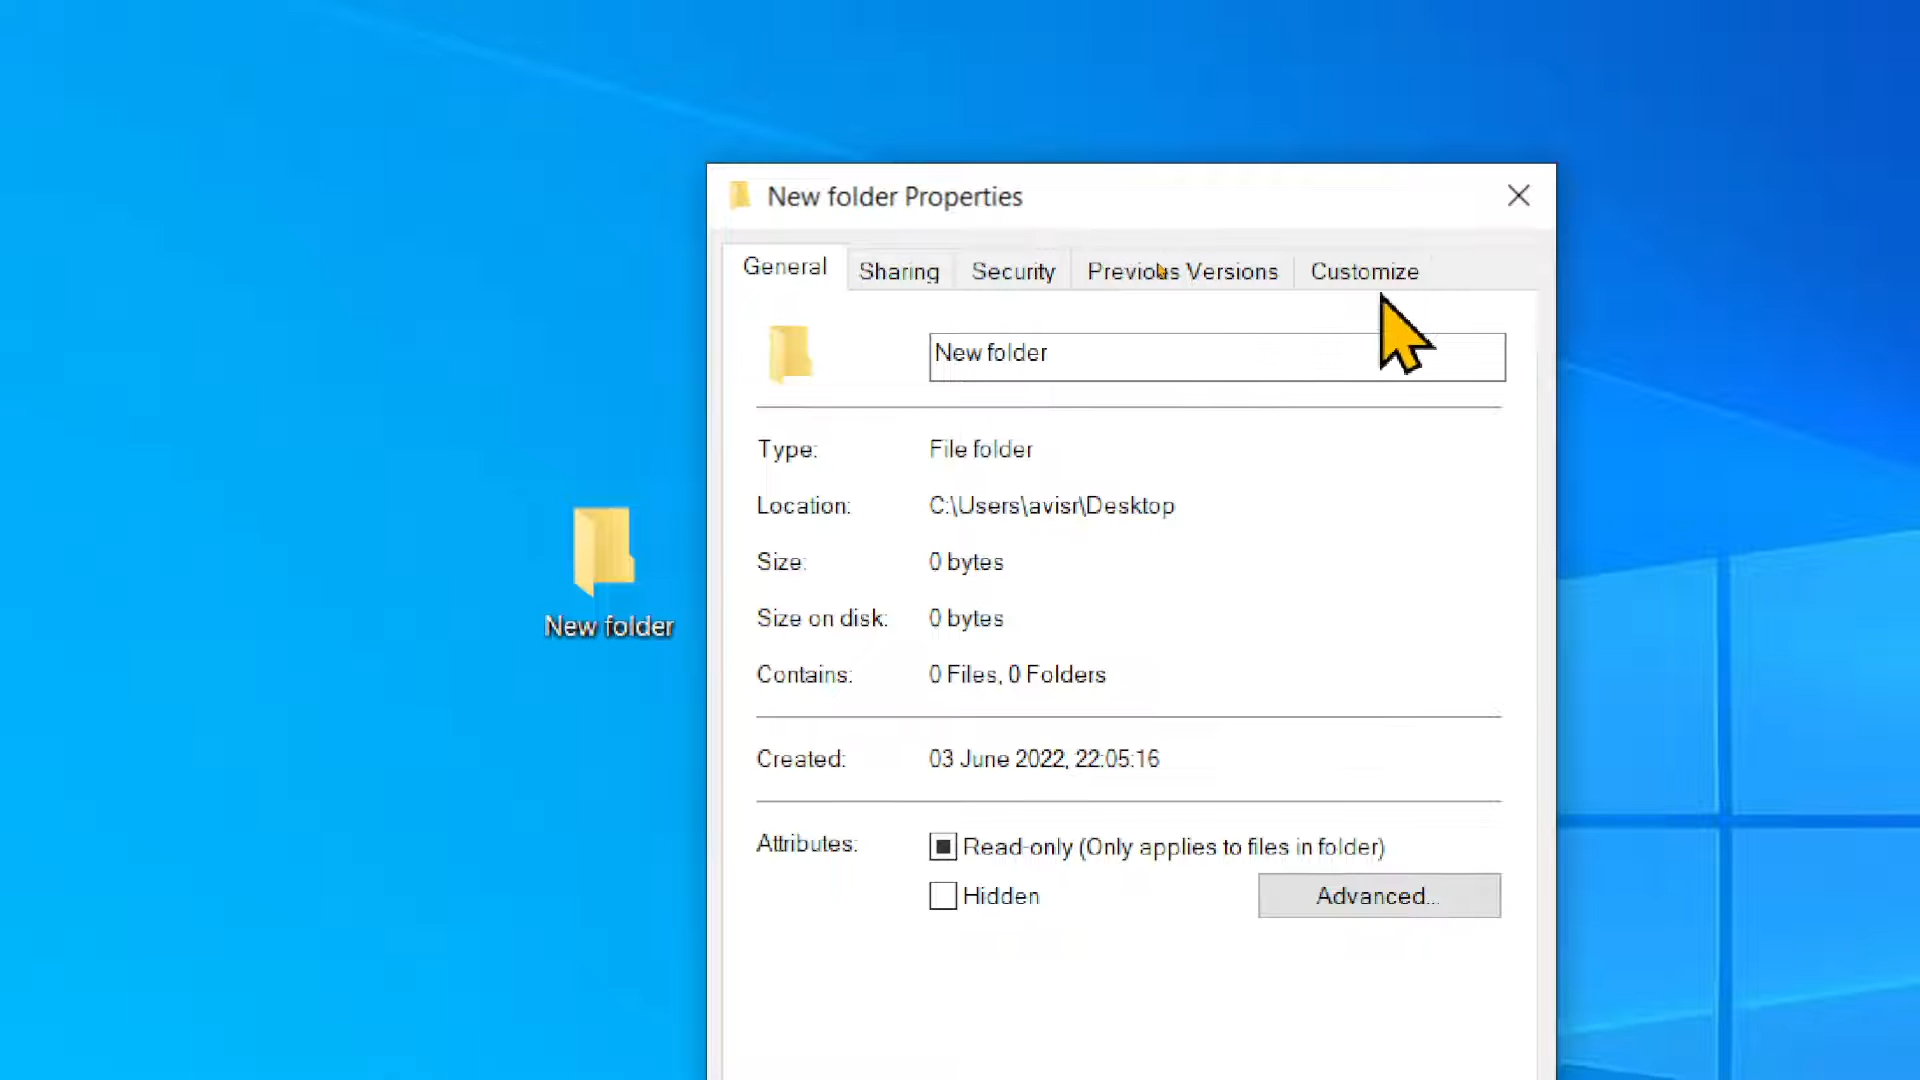 New folder Properties
General Sharing Security Previous Versions Customize
New folder
Type: File folder
Location: C:\Users\avisr\Desktop
Size: 0 bytes
Size on disk: 0 bytes
Contains: 0 Files, 0 Folders
Created: 03 June 2022, 22:05:16
Attributes: Read-only (Only applies to files in folder)
Hidden Advanced...
New folder